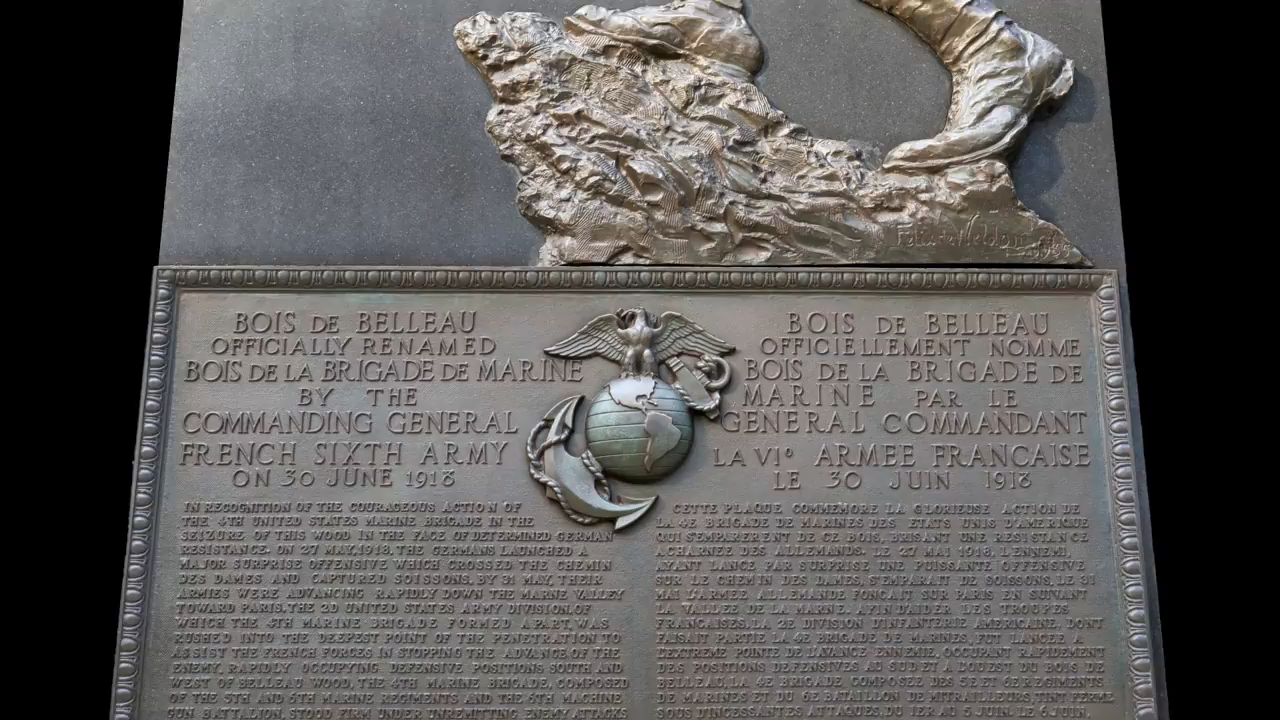 Felix de Weldon
BOIS DE BELLEAU
OFFICIALLY RENAMED
BOIS DE LA BRIGADE DE MARINE
BY THE
COMMANDING GENERAL
FRENCH SIXTH ARMY
ON 30 JUNE 1918
IN RECOGNITION OF THE COURAGEOUS ACTION OF
THE 4TH UNITED STATES MARINE BRIGADE IN THE
SEIZURE OF THIS WOOD IN THE FACE OF DETERMINED GERMAN
RESISTANCE. ON 27 MAY, 1918, THE GERMANS LAUNCHED A
MAJOR SURPRISE OFFENSIVE WHICH CROSSED THE CHEMIN
DES DAMES AND CAPTURED SOISSONS. BY 31 MAY, THEIR
ARMIES WERE ADVANCING RAPIDLY DOWN THE MARNE VALLEY
TOWARD PARIS. THE 2D UNITED STATES ARMY DIVISION, OF
WHICH THE 4TH MARINE BRIGADE FORMED A PART, WAS
RUSHED INTO THE DEEPEST POINT OF THE PENETRATION TO
ASSIST THE FRENCH FORCES IN STOPPING THE ADVANCE OF THE
ENEMY. RAPIDLY OCCUPYING DEFENSIVE POSITIONS SOUTH AND
WEST OF BELLEAU WOOD, THE 4TH MARINE BRIGADE, COMPOSED
OF THE 5TH AND 6TH MARINE REGIMENTS AND THE 6TH MACHINE
GUN BATTALION, STOOD FIRM UNDER UNREMITTING ENEMY ATTACKS
BOIS DE BELLEAU
OFFICIELLEMENT NOMME
BOIS DE LA BRIGADE DE
MARINE PAR LE
GENERAL COMMANDANT
LA VIº ARMEE FRANCAISE
LE 30 JUIN 1918
CETTE PLAQUE COMMEMORE LA GLORIEUSE ACTION DE
LA 4E BRIGADE DE MARINES DES ETATS UNIS D'AMERIQUE
QUI S'EMPARERENT DE CE BOIS, BRISANT UNE RESISTANCE
ACHARNEE DES ALLEMANDS. LE 27 MAI 1918, L'ENNEMI,
AYANT LANCE PAR SURPRISE UNE PUISSANTE OFFENSIVE
SUR LE CHEMIN DES DAMES, S'EMPARAIT DE SOISSONS. LE 31
MAI L'ARMEE ALLEMANDE FONCAIT SUR PARIS EN SUIVANT
LA VALLEE DE LA MARNE. AFIN D'AIDER LES TROUPES
FRANCAISES, LA 2E DIVISION D'INFANTERIE AMERICAINE, DONT
FAISAIT PARTIE LA 4E BRIGADE DE MARINES, FUT LANCEE A
L'EXTREME POINTE DE L'AVANCE ENNEMIE, OCCUPANT RAPIDEMENT
DES POSITIONS DEFENSIVES AU SUD ET A L'OUEST DU BOIS DE
BELLEAU, LA 4E BRIGADE COMPOSEE DES 5E ET 6E REGIMENTS
DE MARINES ET DU 6E BATAILLON DE MITRAILLEURS TINT FERME
SOUS D'INCESSANTES ATTAQUES, DU 1ER AU 5 JUIN. LE 6 JUIN